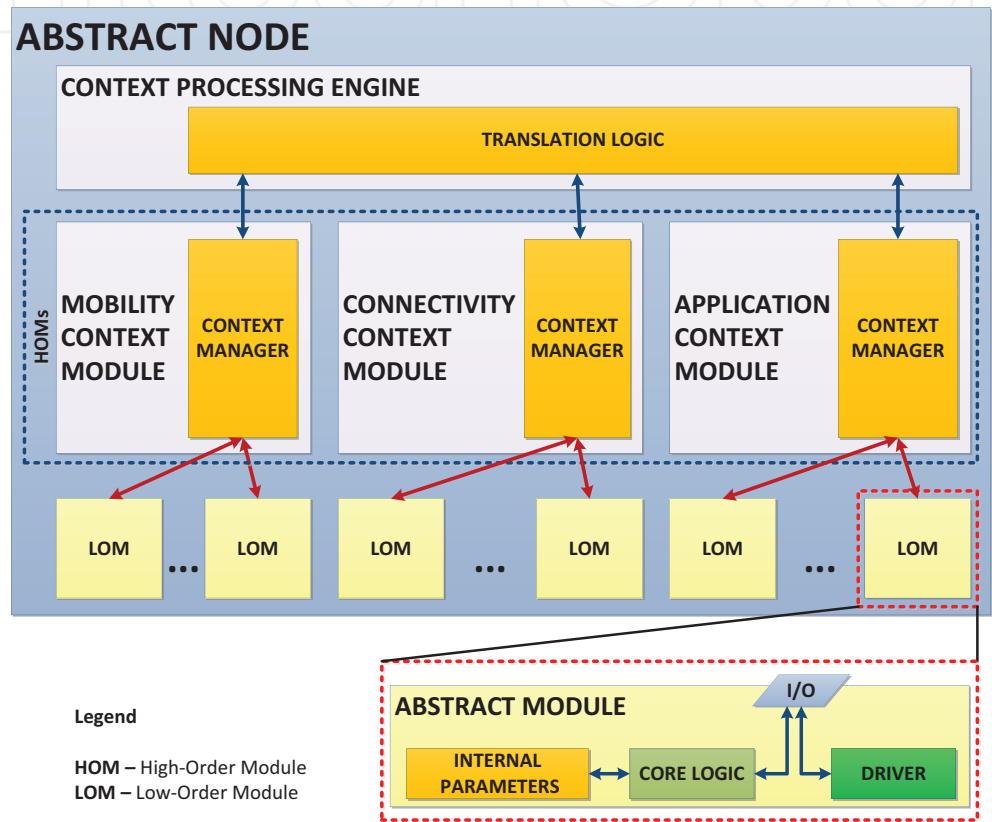 ABSTRACT NODE
CONTEXT PROCESSING ENGINE
TRANSLATION LOGIC
HOMs
MOBILITY
CONTEXT
MODULE
CONTEXT
MANAGER
CONNECTIVITY
CONTEXT
MODULE
CONTEXT
MANAGER
APPLICATION
CONTEXT
MODULE
CONTEXT
MANAGER
LOM
...
LOM
LOM
...
LOM
LOM
...
LOM
I/O
ABSTRACT MODULE
INTERNAL
PARAMETERS
CORE LOGIC
DRIVER
Legend
HOM – High-Order Module
LOM – Low-Order Module